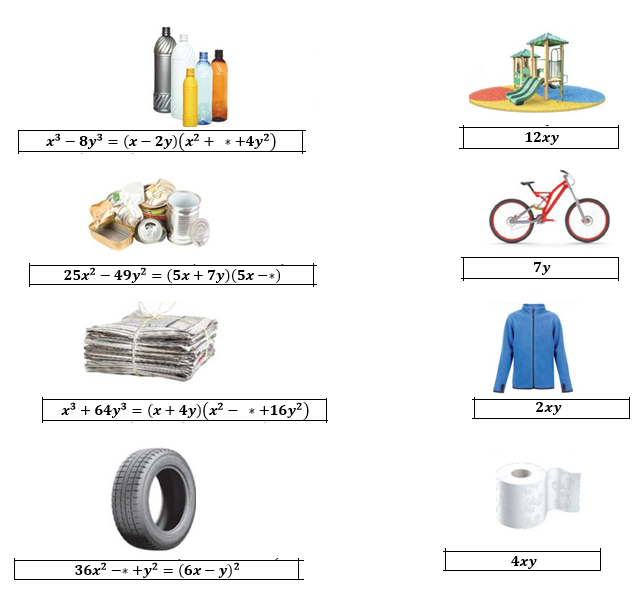 x³ − 8y³ = (x − 2y)(x² + * +4y²)
12xy
25x² − 49y² = (5x + 7y)(5x −*)
7y
x³ + 64y³ = (x + 4y)(x² − * +16y²)
2xy
36x² −* +y² = (6x − y)²
4xy